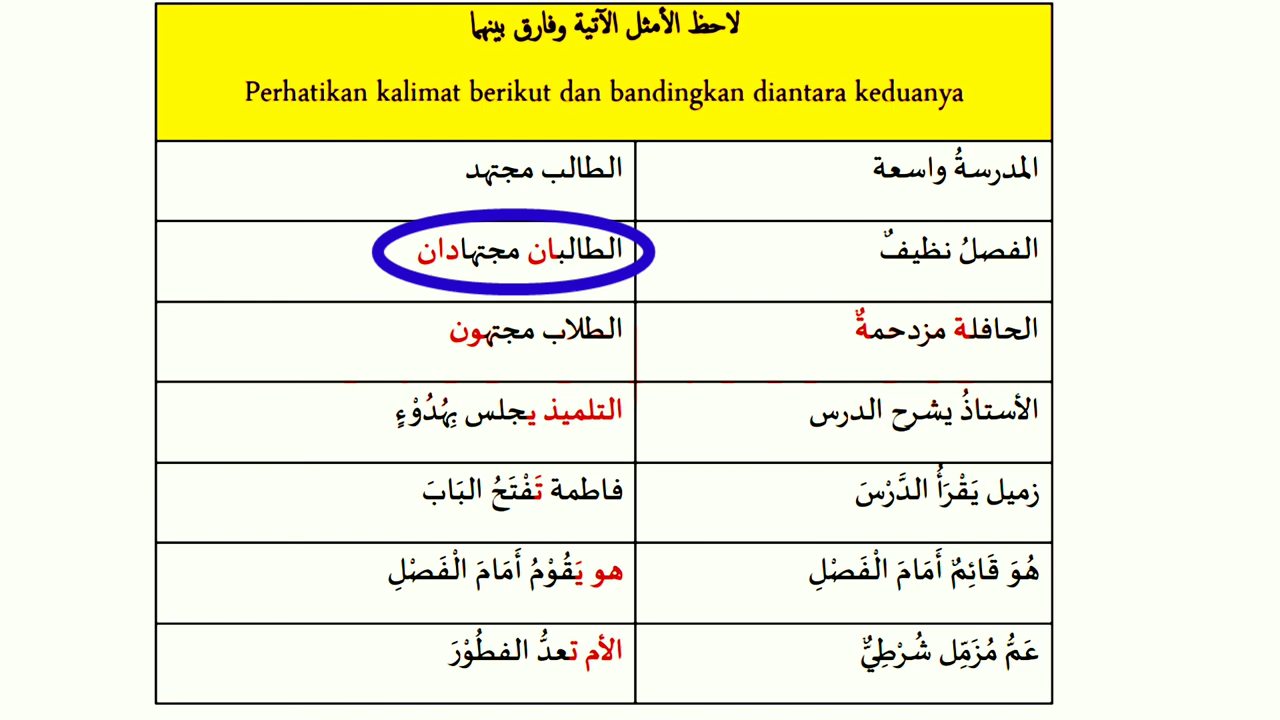 لاحظ الأمثل الآتية وفارق بينهما
Perhatikan kalimat berikut dan bandingkan diantara keduanya
المدرسةُ واسعة
الطالب مجتهد
الفصلُ نظيفٌ
الطالبان مجتهادان
الحافلة مزدحمةٌ
الطلاب مجتهون
الأستاذُ يشرح الدرس
التلميذ يجلس بِهُدُوْءٍ
زميل يَقْرَأُ الدَّرْسَ
فاطمة تَفْتَحُ البَابَ
هُوَ قَائِمٌ أَمَامَ الْفَصْلِ
هو يَقُوْمُ أَمَامَ الْفَصْلِ
عَمُّ مُزَمِّل شُرْطِيٌّ
الأم تعدُّ الفطُوْرَ